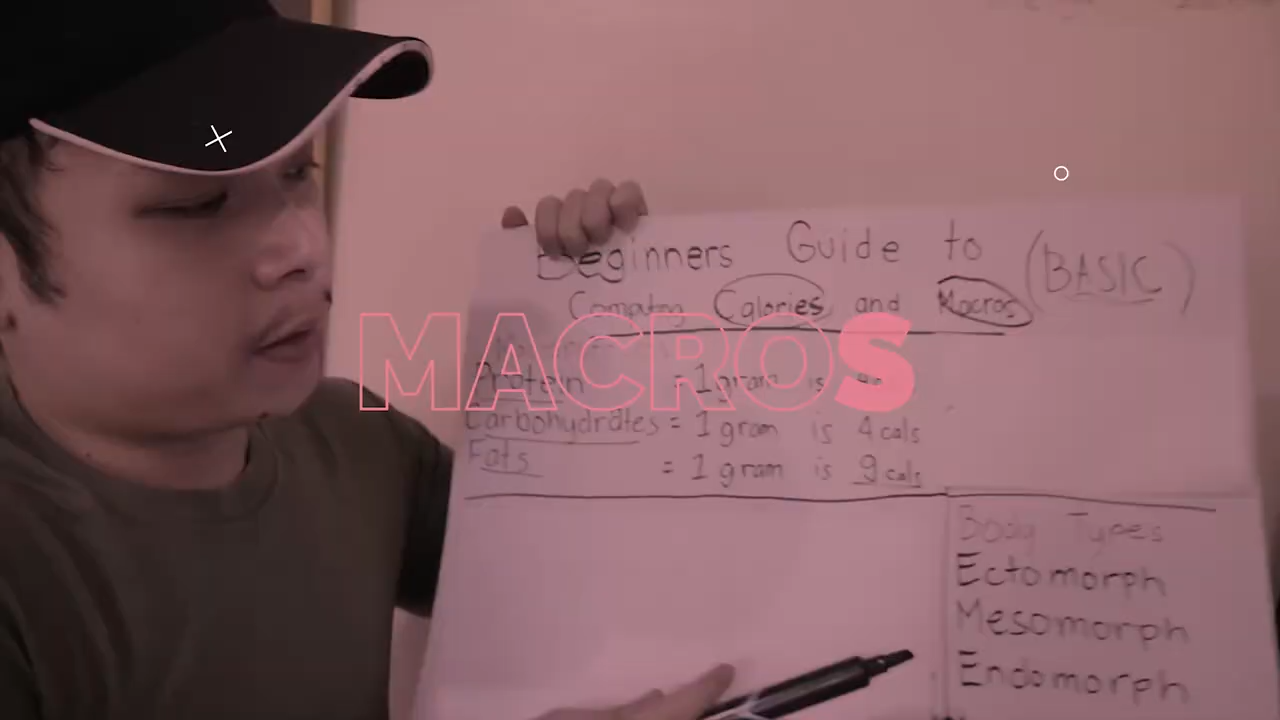 Beginners Guide to (BASIC)
Computing Calories and Macros
MACROS
Protein = 1 gram is
Carbohydrates = 1 gram is 4 cals
Fats = 1 gram is 9 cals
Body Types
Ectomorph
Mesomorph
Endomorph